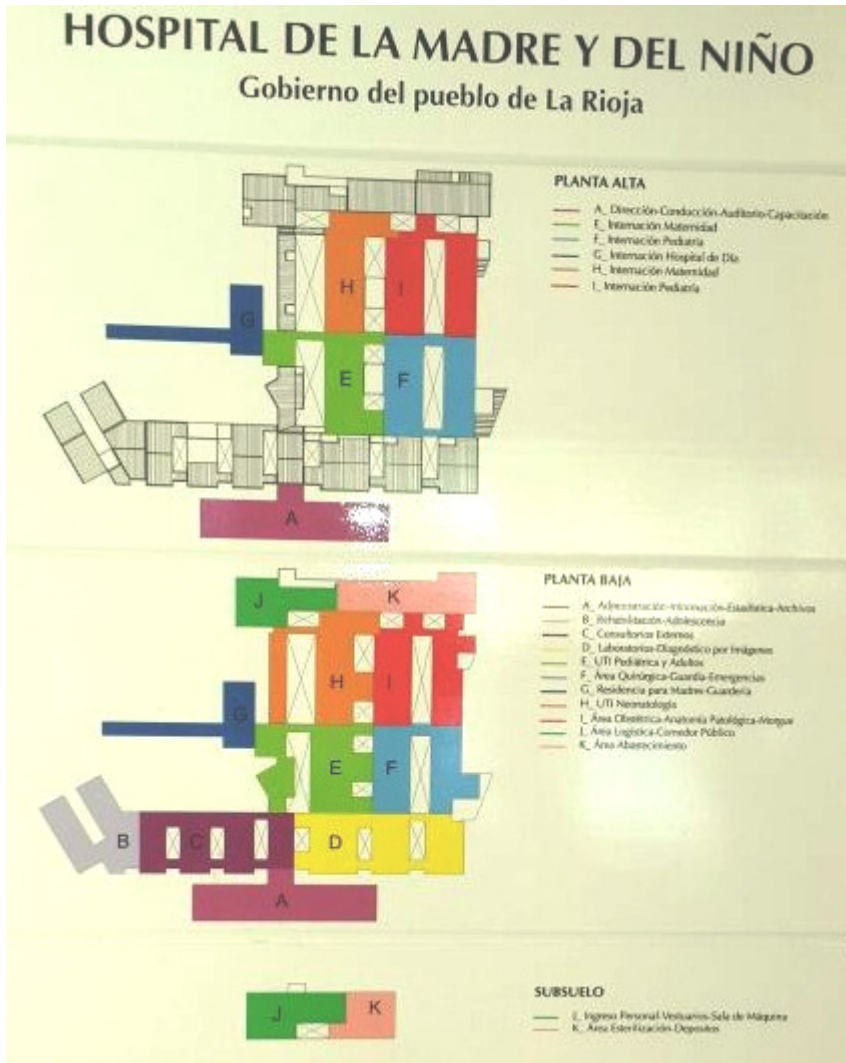 HOSPITAL DE LA MADRE Y DEL NIÑO
Gobierno del pueblo de La Rioja
PLANTA ALTA
A_ Dirección-Conducción-Auditorio-Capacitación
E_ Internación Maternidad
F_ Internación Pediatría
G_ Internación Hospital de Día
H_ Internación Maternidad
I_ Internación Pediatría
H
I
G
E
F
A
PLANTA BAJA
A_ Administración-Información-Estadística-Archivos
B_ Rehabilitación-Adolescencia
C_ Consultorios Externos
D_ Laboratorios-Diagnóstico por Imágenes
E_ UTI Pediátrica y Adultos
F_ Área Quirúrgica-Guardia-Emergencias
G_ Residencia para Madres-Guardería
H_ UTI Neonatología
I_ Área Obstétrica-Anatomía Patológica-Morgue
J_ Área Logística-Comedor Público
K_ Área Abastecimiento
J
K
H
I
G
E
F
B
C
D
A
SUBSUELO
J_ Ingreso Personal-Vestuarios-Sala de Máquina
K_ Área Esterilización-Depositos
J
K